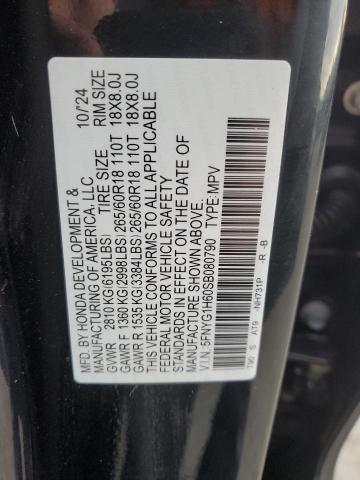 MFD. BY HONDA DEVELOPMENT & 10/24
MANUFACTURING OF AMERICA, LLC
TIRE SIZE RIM SIZE
GVWR 2810 KG(6195LBS)
GAWR F 1360 KG(2998LBS) 265/60R18 110T 18X8.0J
GAWR R 1535 KG(3384LBS) 265/60R18 110T 18X8.0J
THIS VEHICLE CONFORMS TO ALL APPLICABLE
FEDERAL MOTOR VEHICLE SAFETY
STANDARDS IN EFFECT ON THE DATE OF
MANUFACTURE SHOWN ABOVE.
V.I.N. 5FNYG1H60SB080790 TYPE: MPV
T90 S AT9 -NH731P -R -B